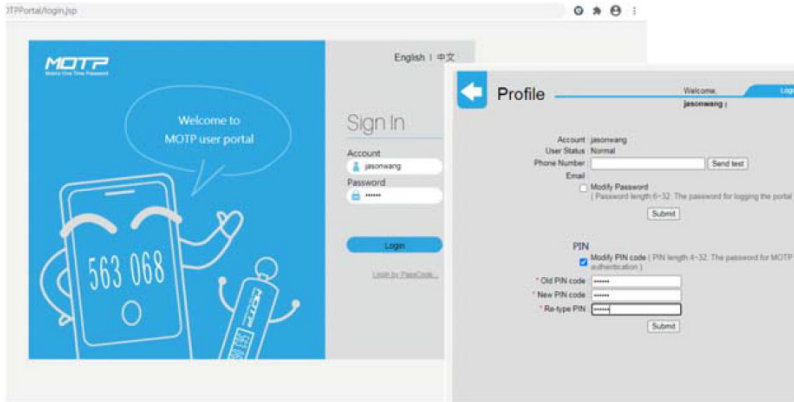 OTPPortal/login.jsp
MOTP
Mobile One Time Password
English | 中文
Welcome to
MOTP user portal
Sign In
Account
jasonwang
Password
••••••
Login
Login by PassCode...
563 068
MOTP
Profile
Welcome,
jasonwang |
Account jasonwang
User Status Normal
Phone Number Send test
Email
Modify Password
( Password length:6~32. The password for logging the portal
Submit
PIN
Modify PIN code ( PIN length:4~32. The password for MOTP
authentication )
* Old PIN code ••••••
* New PIN code ••••••
* Re-type PIN ••••••
Submit